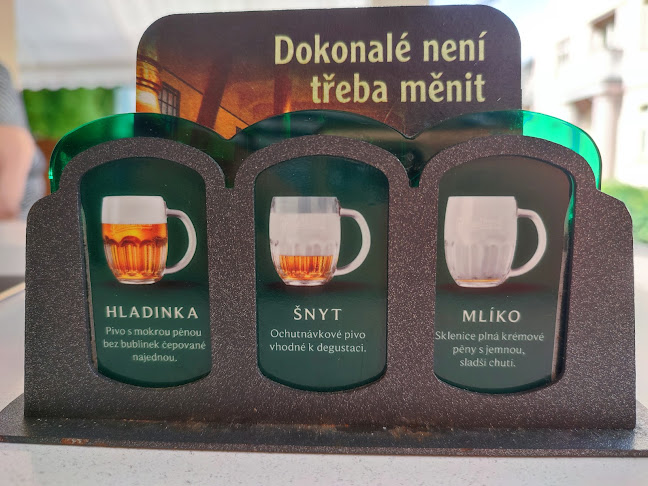 Dokonalé není
třeba měnit
HLADINKA
Pivo s mokrou pěnou
bez bublinek čepované
najednou.
ŠNYT
Ochutnávkové pivo
vhodné k degustaci.
MLÍKO
Sklenice plná krémové
pěny s jemnou,
sladší chutí.